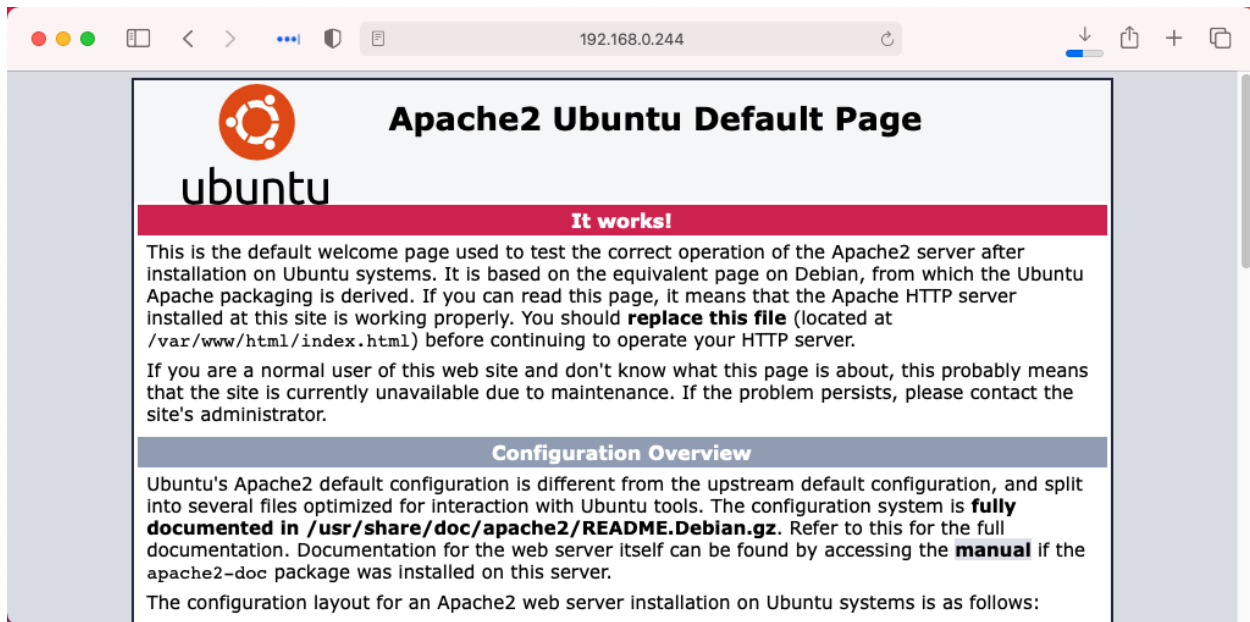 192.168.0.244
ubuntu
Apache2 Ubuntu Default Page
It works!
This is the default welcome page used to test the correct operation of the Apache2 server after
installation on Ubuntu systems. It is based on the equivalent page on Debian, from which the Ubuntu
Apache packaging is derived. If you can read this page, it means that the Apache HTTP server
installed at this site is working properly. You should replace this file (located at
/var/www/html/index.html) before continuing to operate your HTTP server.
If you are a normal user of this web site and don't know what this page is about, this probably means
that the site is currently unavailable due to maintenance. If the problem persists, please contact the
site's administrator.
Configuration Overview
Ubuntu's Apache2 default configuration is different from the upstream default configuration, and split
into several files optimized for interaction with Ubuntu tools. The configuration system is fully
documented in /usr/share/doc/apache2/README.Debian.gz. Refer to this for the full
documentation. Documentation for the web server itself can be found by accessing the manual if the
apache2-doc package was installed on this server.
The configuration layout for an Apache2 web server installation on Ubuntu systems is as follows: